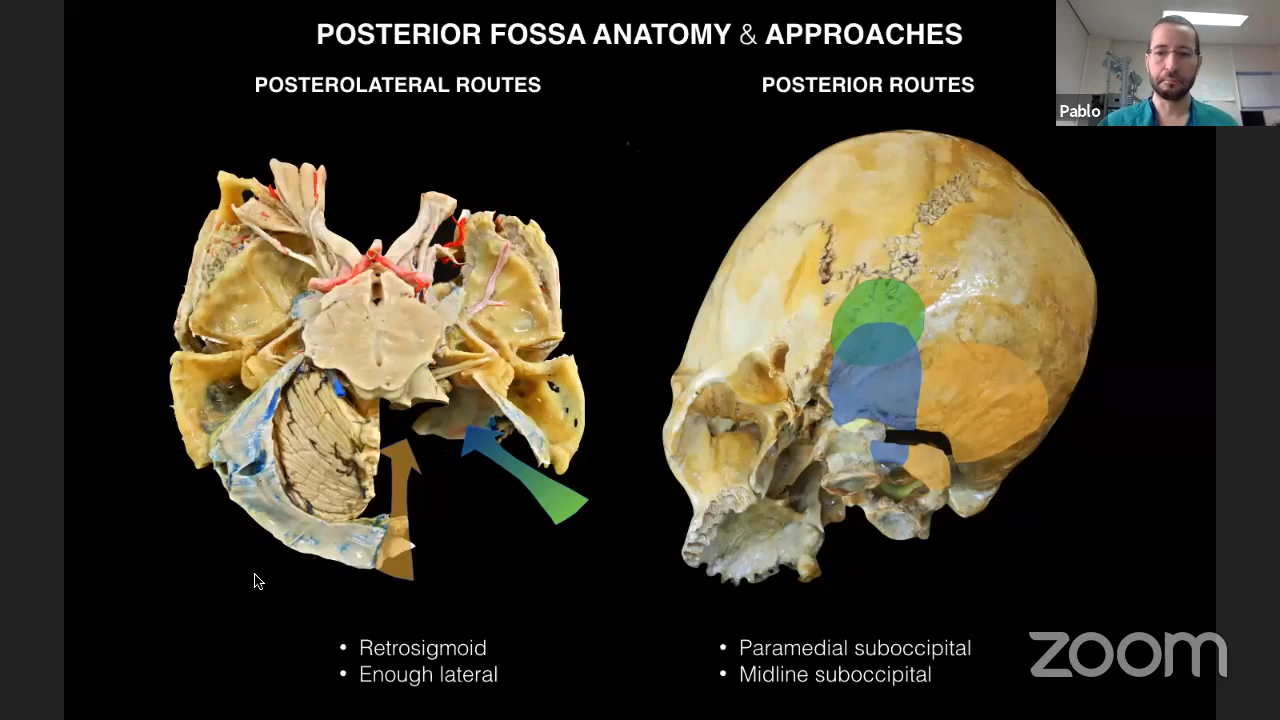 POSTERIOR FOSSA ANATOMY & APPROACHES
POSTEROLATERAL ROUTES
POSTERIOR ROUTES
Pablo
• Retrosigmoid
• Enough lateral
• Paramedial suboccipital
• Midline suboccipital
zoom